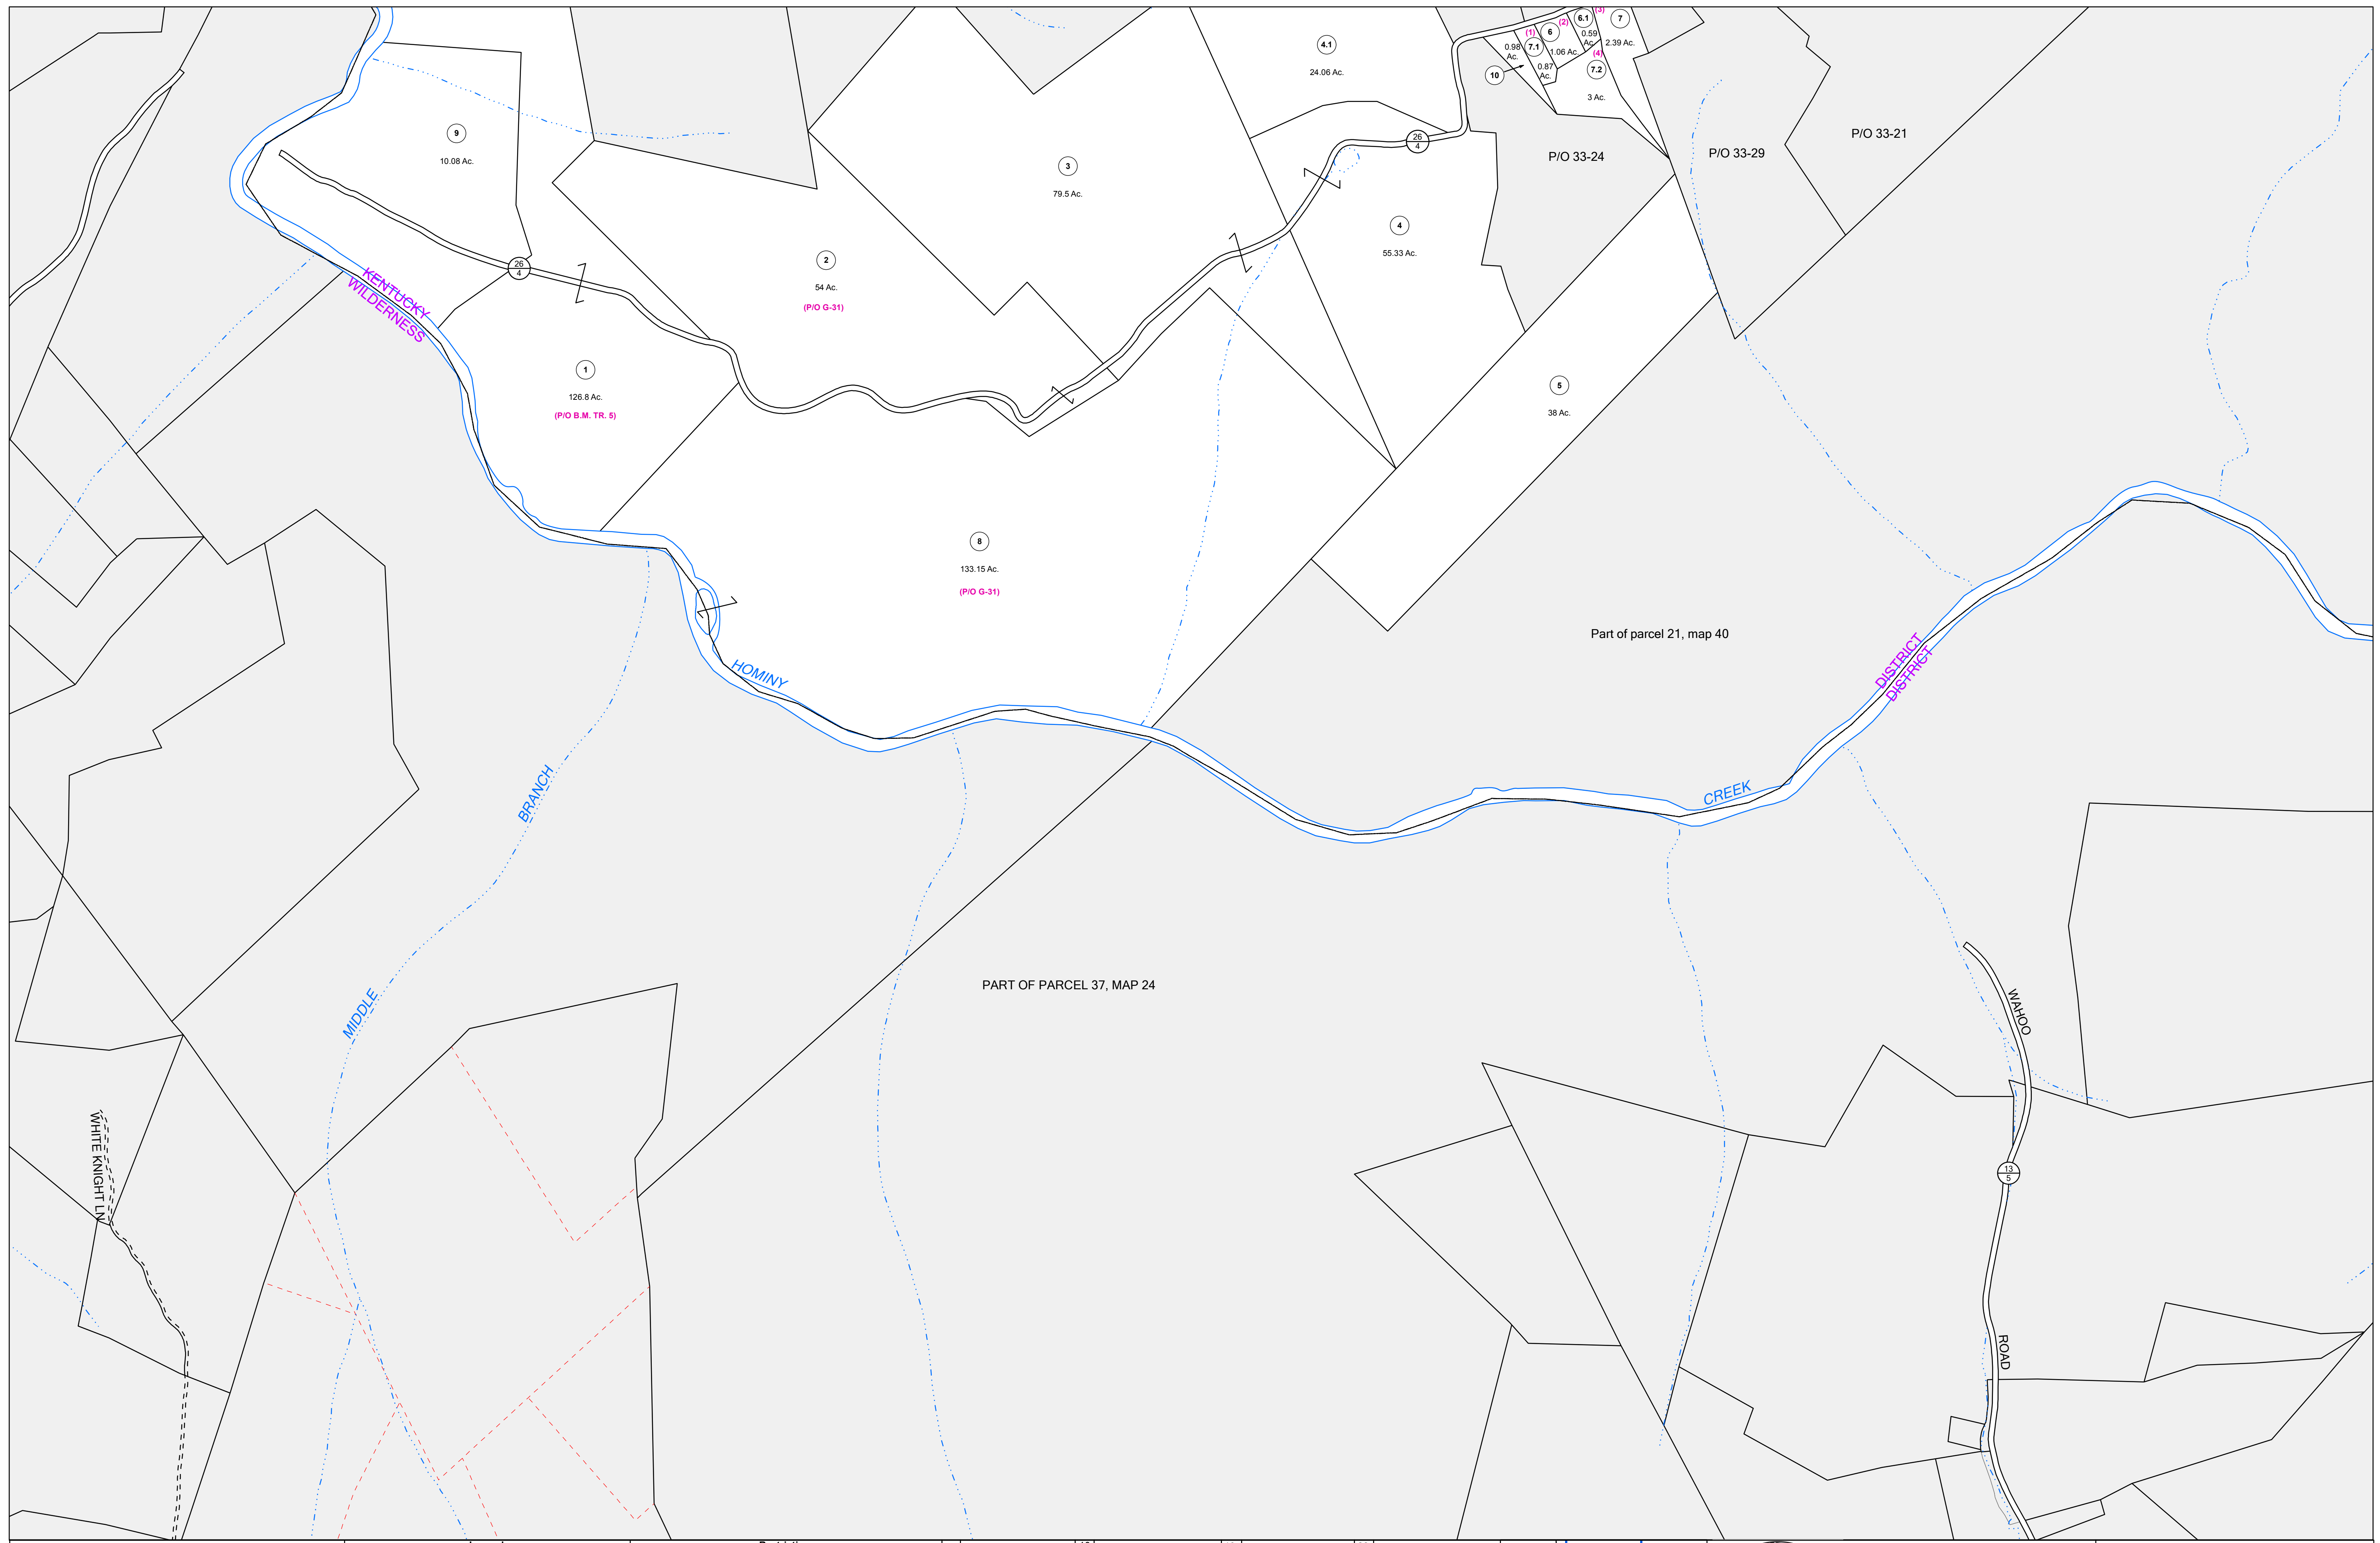 (3)
6.1
7
(2)
(1)
6
0.59
Ac.
2.39 Ac.
4.1
7.1
1.06 Ac.
(4)
0.98
Ac.
0.87
Ac.
7.2
24.06 Ac.
10
3 Ac.
9
10.08 Ac.
26
4
P/O 33-21
P/O 33-29
P/O 33-24
3
79.5 Ac.
4
55.33 Ac.
2
54 Ac.
(P/O G-31)
26
4
KENTUCKY
WILDERNESS
1
126.8 Ac.
(P/O B.M. TR. 5)
5
38 Ac.
8
133.15 Ac.
(P/O G-31)
Part of parcel 21, map 40
DISTRICT
DISTRICT
HOMINY
CREEK
BRANCH
MIDDLE
PART OF PARCEL 37, MAP 24
WAHOO
WHITE KNIGHT LN
13
5
ROAD